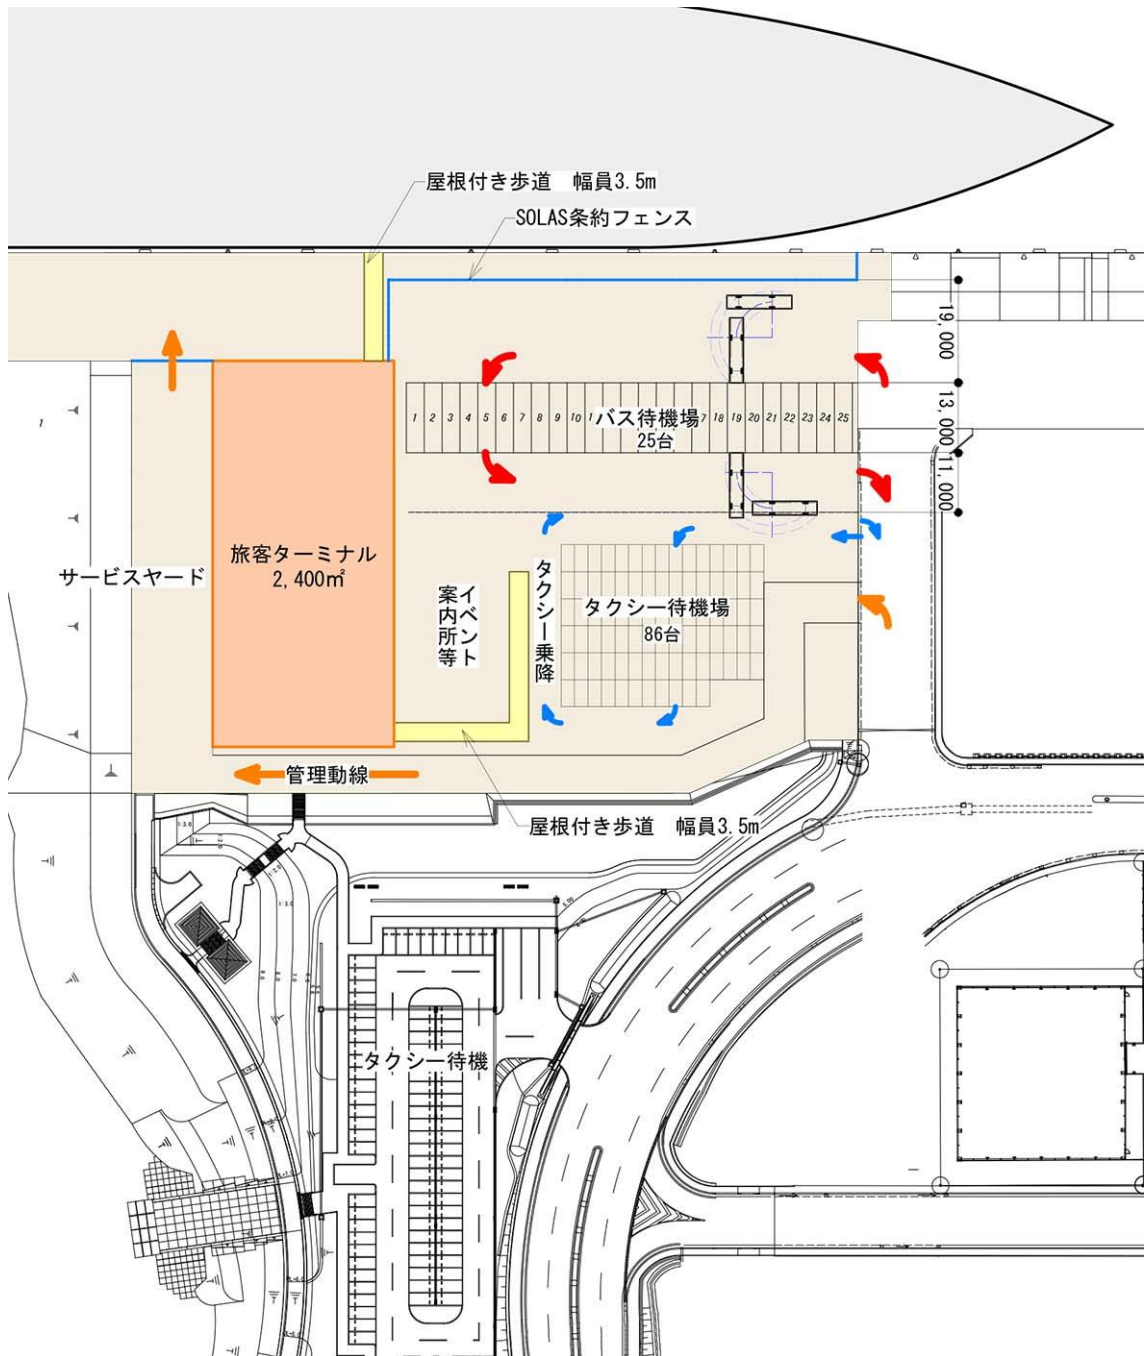 屋根付き歩道 幅員3.5m
SOLAS条約フェンス
19,000
13,000
11,000
1 2 3 4 5 6 7 8 9 10 1
7 18 19 20 21 22 23 24 25
バス待機場
25台
1
サービスヤード
旅客ターミナル
2,400㎡
イベント
案内所等
タクシー乗降
タクシー待機場
86台
管理動線
屋根付き歩道 幅員3.5m
タクシー待機